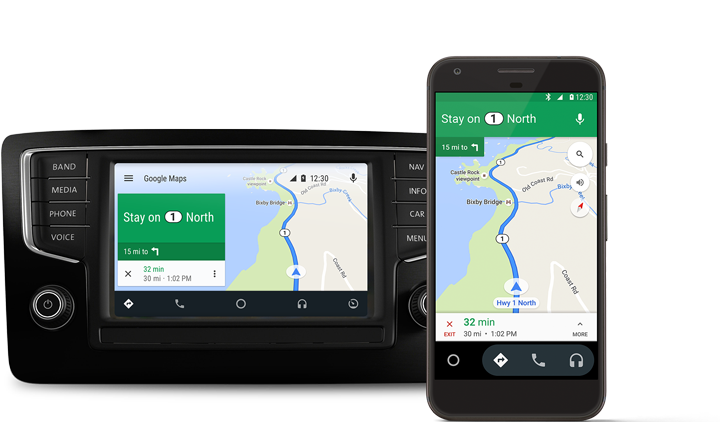 BAND
MEDIA
PHONE
VOICE
NAV
INFO
CAR
MENU
Google Maps
12:30
Stay on 1 North
15 mi to
32 min
30 mi · 1:02 PM
Castle Rock
viewpoint
Old Coast Rd
Bixby Creek
Bixby Bridge
1
Coast Rd
12:30
Stay on 1 North
15 mi to
Castle Rock
viewpoint
1
Old Coast Rd
Bixby Creek
Bixby Bridge
1
Coast Rd
Hwy 1 North
EXIT
32 min
30 mi • 1:02 PM
MORE